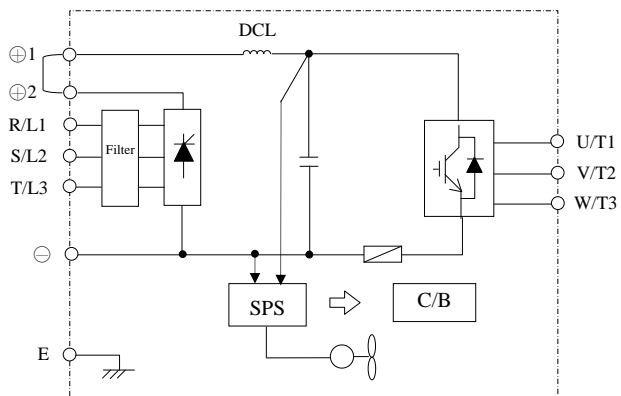 DCL
⊕1
⊕2
R/L1
S/L2
T/L3
Filter
U/T1
V/T2
W/T3
⊖
SPS
C/B
E